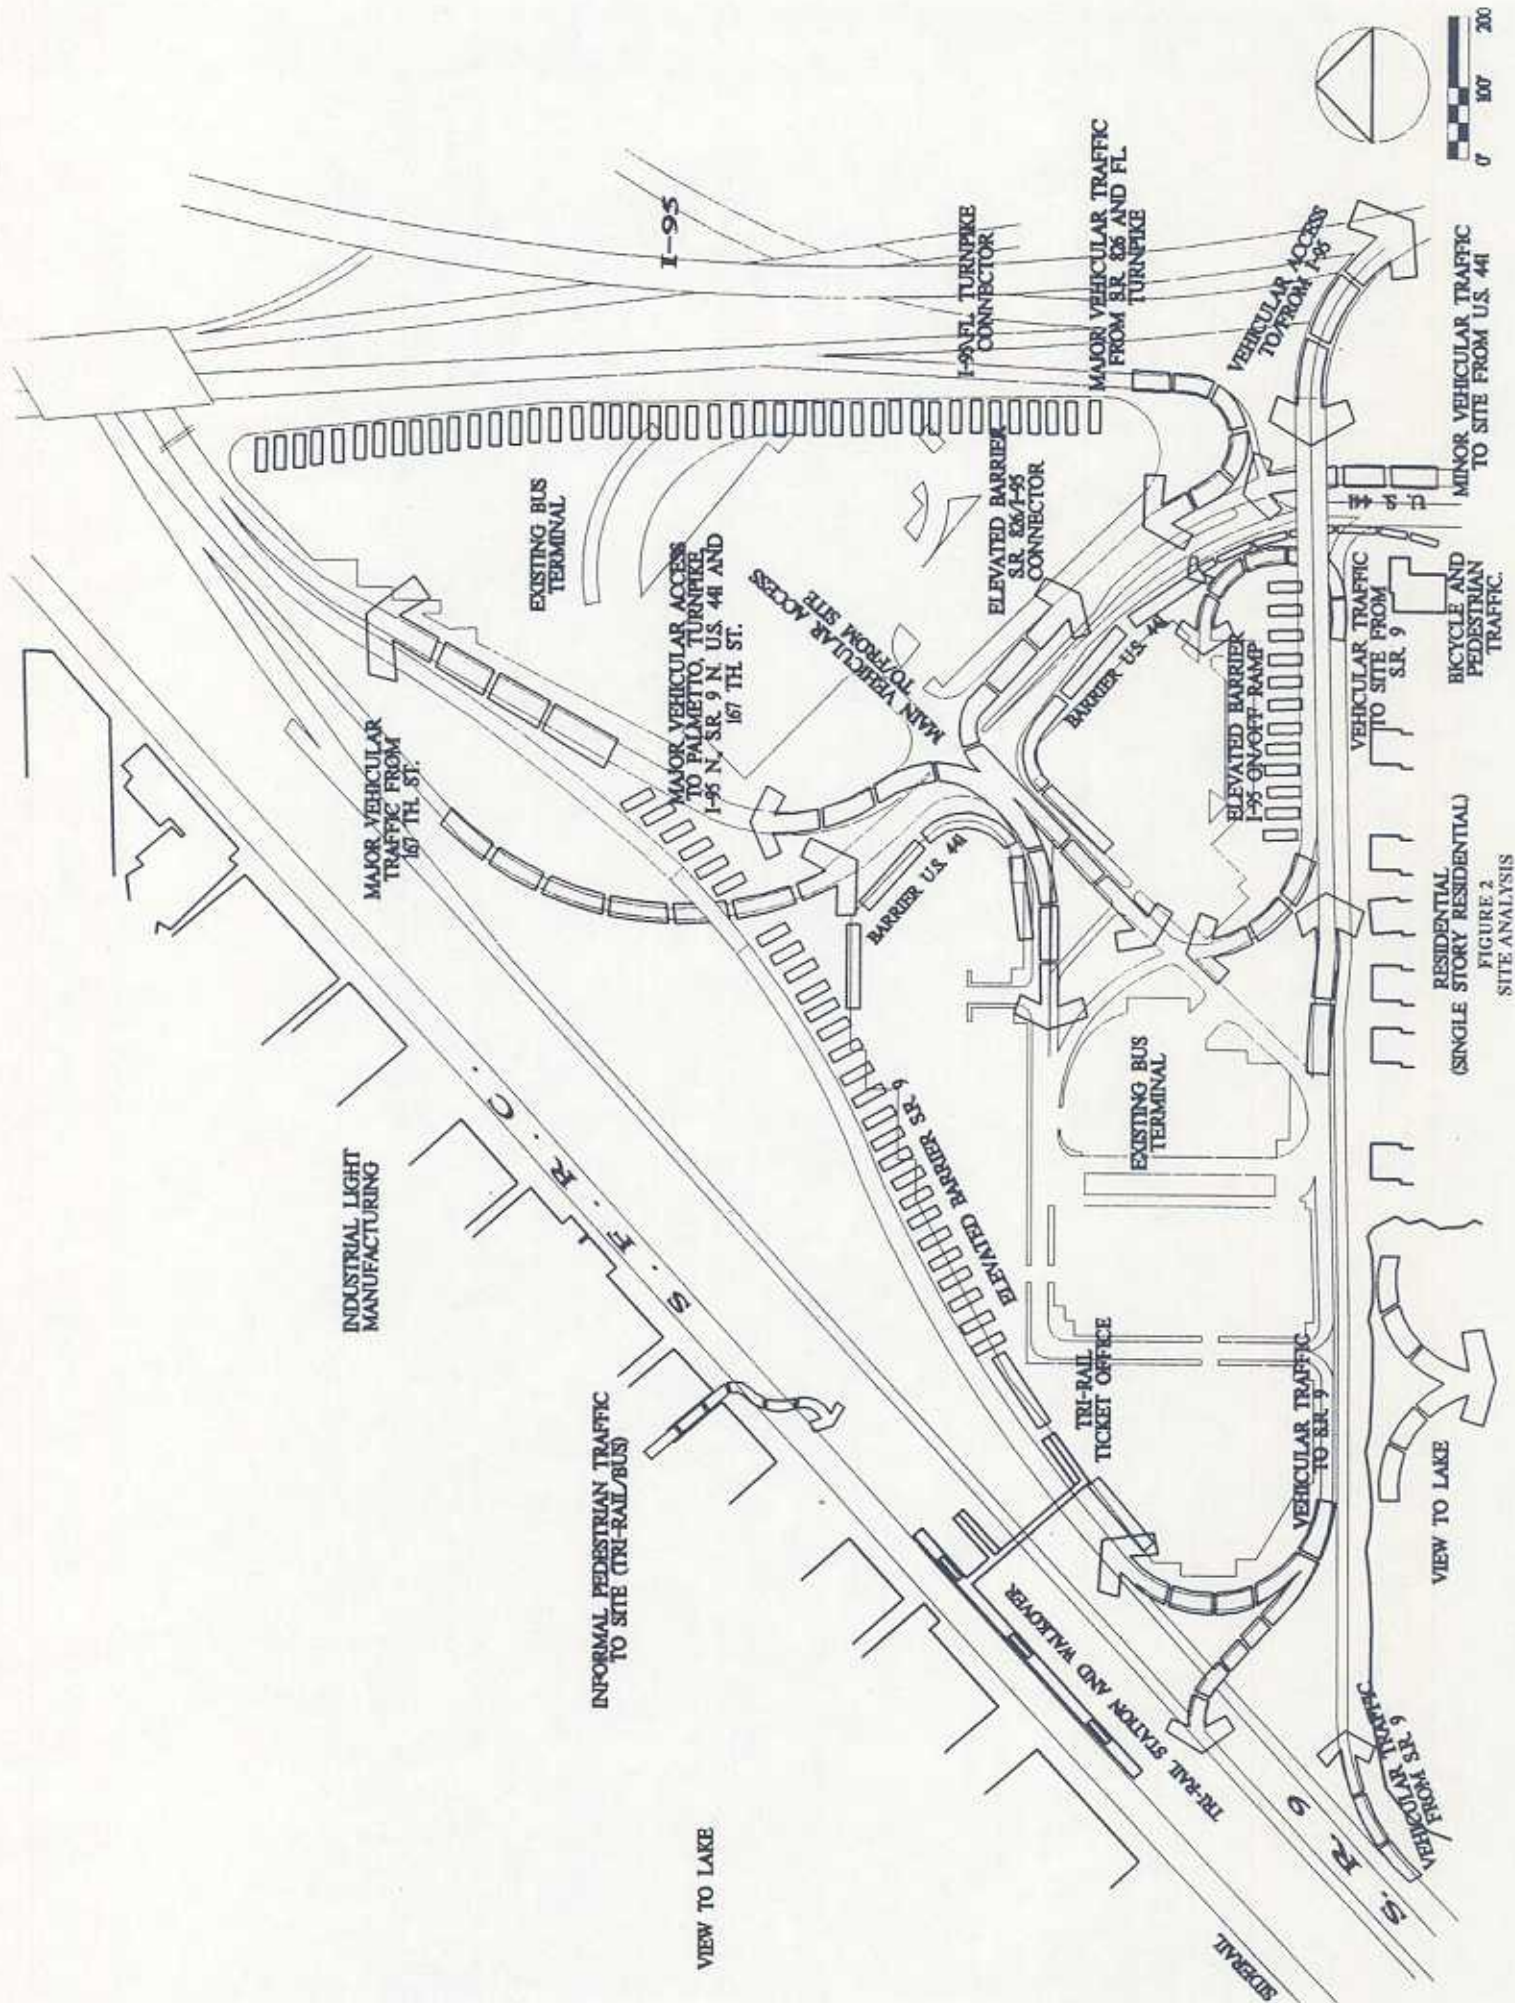 I-95
EXISTING BUS
TERMINAL
I-95\FL. TURNPIKE
CONNECTOR
MAJOR VEHICULAR TRAFFIC
FROM S.R. 826 AND FL.
TURNPIKE
VEHICULAR ACCESS
TO/FROM I-95
0' 100' 200
MAJOR VEHICULAR
TRAFFIC FROM
167 TH. ST.
MAJOR VEHICULAR ACCESS
TO PALMETTO, TURNPIKE,
I-95 N., S.R. 9 N. U.S. 441 AND
167 TH. ST.
MAIN VEHICULAR ACCESS
TO/FROM SITE
ELEVATED BARRIER
S.R. 826/I-95
CONNECTOR
U. S. 441
MINOR VEHICULAR TRAFFIC
TO SITE FROM U.S. 441
BARRIER U.S. 441
BARRIER U.S. 441
ELEVATED BARRIER
I-95 ON/OFF RAMP
VEHICULAR TRAFFIC
TO SITE FROM
S.R. 9
BICYCLE AND
PEDESTRIAN
TRAFFIC.
INDUSTRIAL LIGHT
MANUFACTURING
S. F. R. C.
ELEVATED BARRIER S.R. 9
EXISTING BUS
TERMINAL
RESIDENTIAL
(SINGLE STORY RESIDENTIAL)
INFORMAL PEDESTRIAN TRAFFIC
TO SITE (TRI-RAIL/BUS)
TRI-RAIL
TICKET OFFICE
VEHICULAR TRAFFIC
TO S.R. 9
VIEW TO LAKE
TRI-RAIL STATION AND WALKOVER
VIEW TO LAKE
S. R. 9
VEHICULAR TRAFFIC
FROM S.R. 9
SIDERAIL
FIGURE 2
SITE ANALYSIS